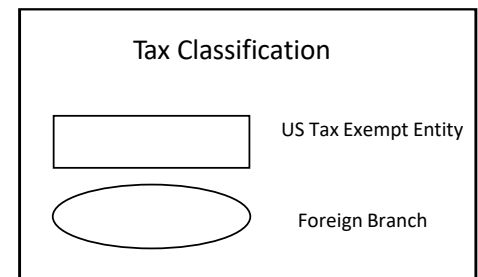 Tax Classification
US Tax Exempt Entity
Foreign Branch